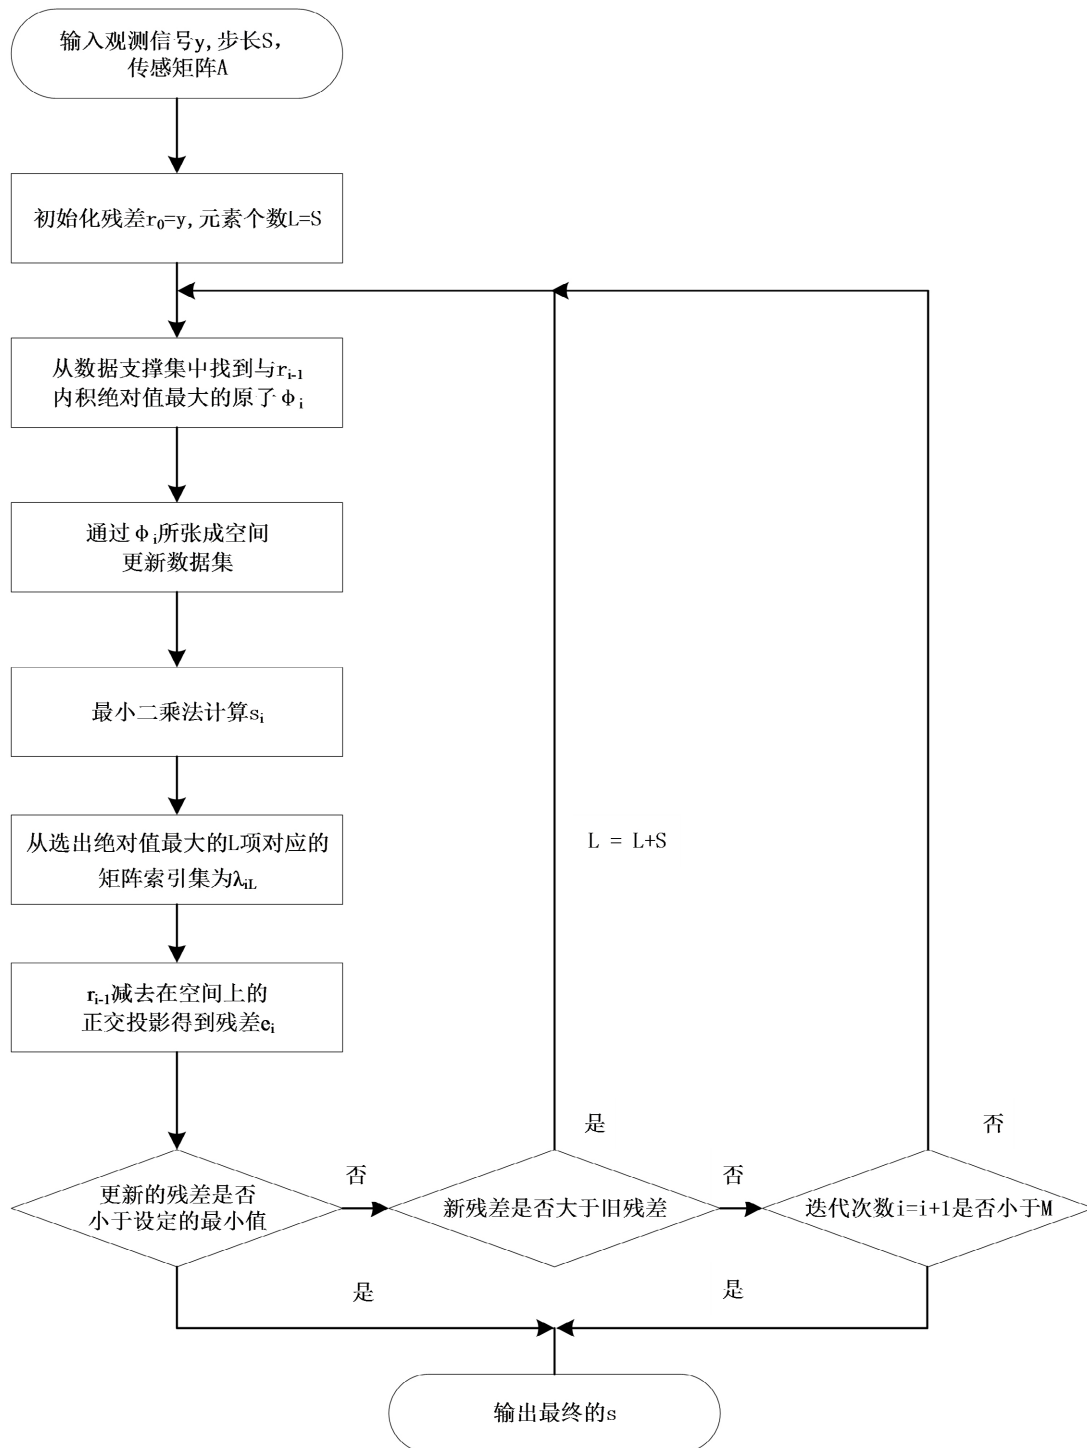 输入观测信号y,步长S,
传感矩阵A
初始化残差r₀=y,元素个数L=S
从数据支撑集中找到与rᵢ₋₁
内积绝对值最大的原了φᵢ
通过φᵢ所张成空间
更新数据集
最小二乘法计算sᵢ
从选出绝对值最大的L项对应的
矩阵索引集为λiL
L = L+S
rᵢ₋₁减去在空间上的
正交投影得到残差eᵢ
是
否
否
否
更新的残差是否
小于设定的最小值
新残差是否大于旧残差
迭代次数i=i+1是否小于M
是
是
输出最终的s